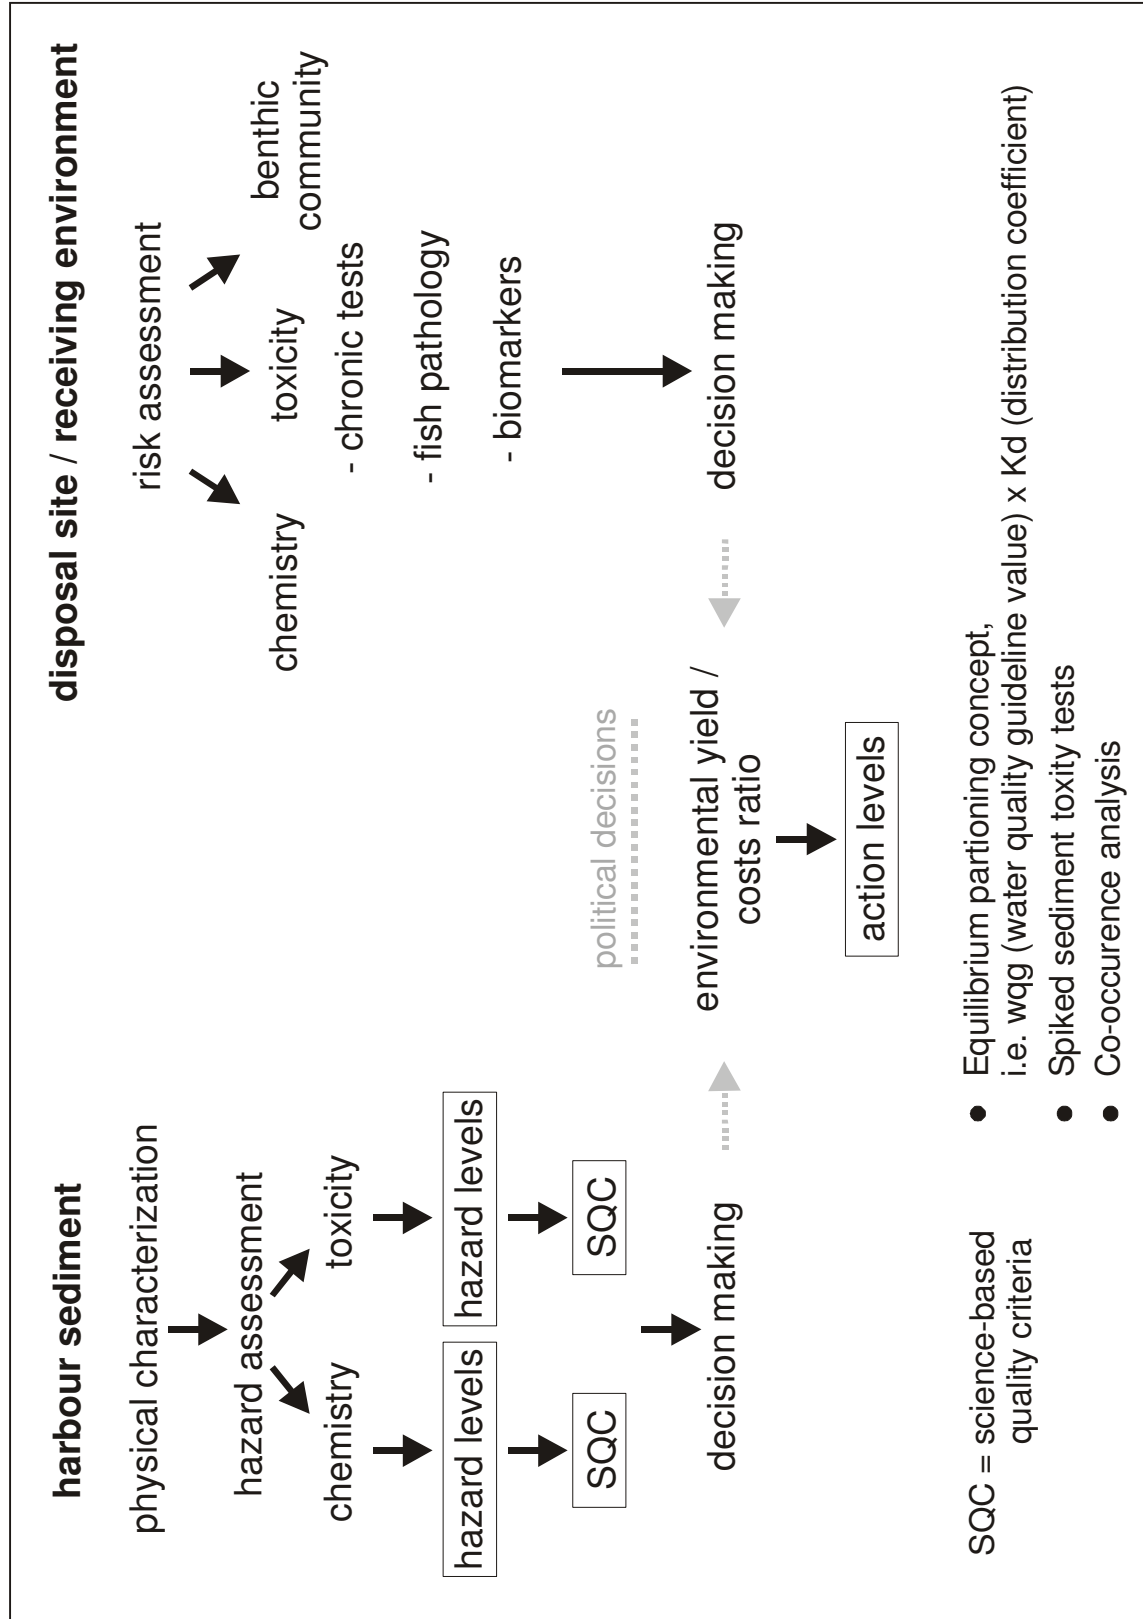 harbour sediment
physical characterization
hazard assessment
chemistry
toxicity
hazard levels
hazard levels
SQC
SQC
decision making
disposal site / receiving environment
risk assessment
chemistry
toxicity
benthic
community
- chronic tests
- fish pathology
- biomarkers
decision making
political decisions
environmental yield /
costs ratio
action levels
SQC = science-based
quality criteria
● Equilibrium partioning concept,
i.e. wqg (water quality guideline value) x Kd (distribution coefficient)
● Spiked sediment toxity tests
● Co-occurence analysis